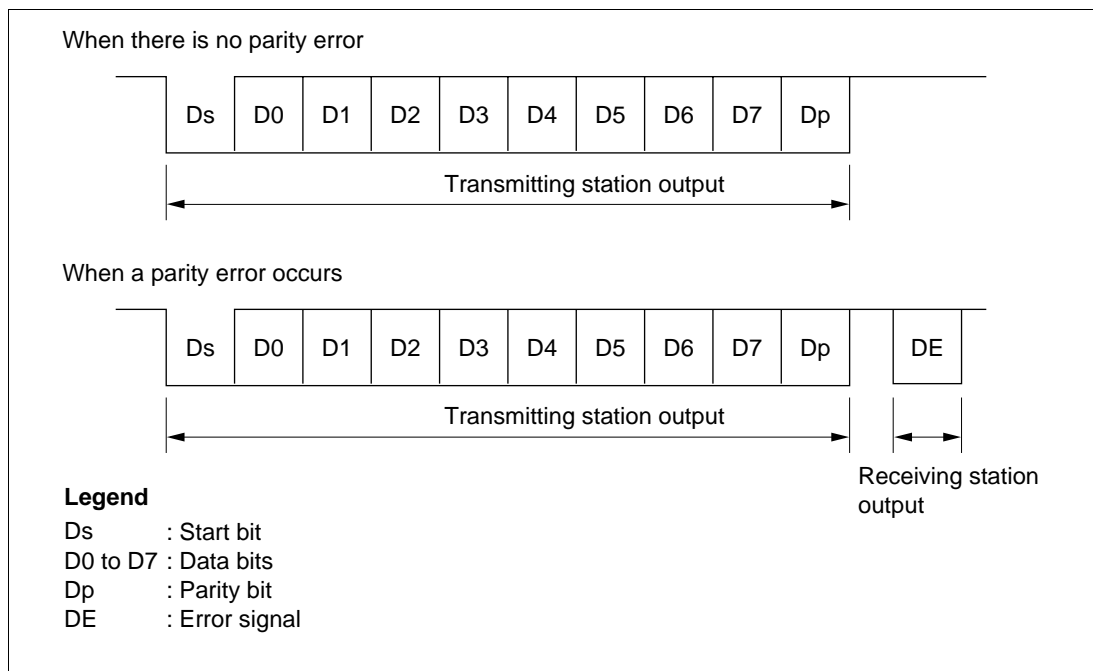 When there is no parity error
Ds D0 D1 D2 D3 D4 D5 D6 D7 Dp
Transmitting station output
When a parity error occurs
Ds D0 D1 D2 D3 D4 D5 D6 D7 Dp DE
Transmitting station output
Receiving station
output
Legend
Ds : Start bit
D0 to D7 : Data bits
Dp : Parity bit
DE : Error signal